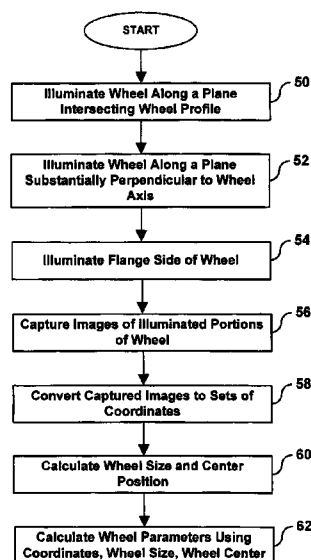 START
50
Illuminate Wheel Along a Plane
Intersecting Wheel Profile
52
Illuminate Wheel Along a Plane
Substantially Perpendicular to Wheel
Axis
54
Illuminate Flange Side of Wheel
56
Capture Images of Illuminated Portions
of Wheel
58
Convert Captured Images to Sets of
Coordinates
60
Calculate Wheel Size and Center
Position
62
Calculate Wheel Parameters Using
Coordinates, Wheel Size, Wheel Center